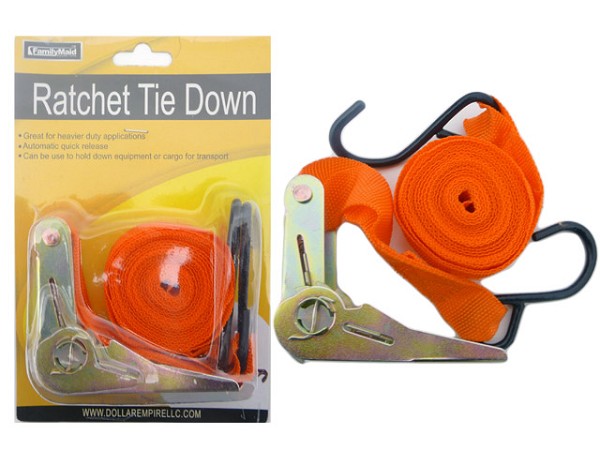 FamilyMaid
Ratchet Tie Down
• Great for heavier duty applications
• Automatic quick release
• Can be use to hold down equipment or cargo for transport
WWW.DOLLAREMPIRELLC.COM